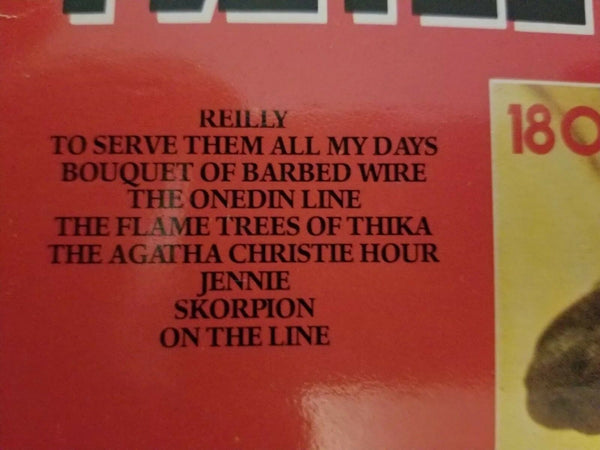 REILLY
TO SERVE THEM ALL MY DAYS
BOUQUET OF BARBED WIRE
THE ONEDIN LINE
THE FLAME TREES OF THIKA
THE AGATHA CHRISTIE HOUR
JENNIE
SKORPION
ON THE LINE
180